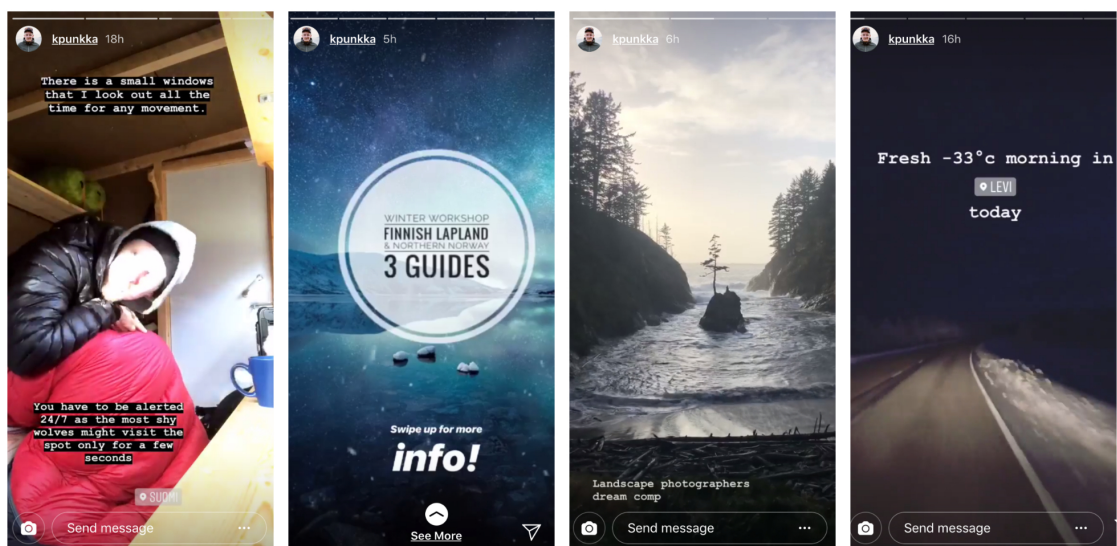 kpunkka 18h
There is a small windows
that I look out all the
time for any movement.
You have to be alerted
24/7 as the most shy
wolves might visit the
spot only for a few
seconds
SUOMI
Send message
kpunkka 5h
WINTER WORKSHOP
FINNISH LAPLAND
& NORTHERN NORWAY
3 GUIDES
Swipe up for more
info!
See More
kpunkka 6h
Landscape photographers
dream comp
Send message
kpunkka 16h
Fresh -33°c morning in
LEVI
today
Send message